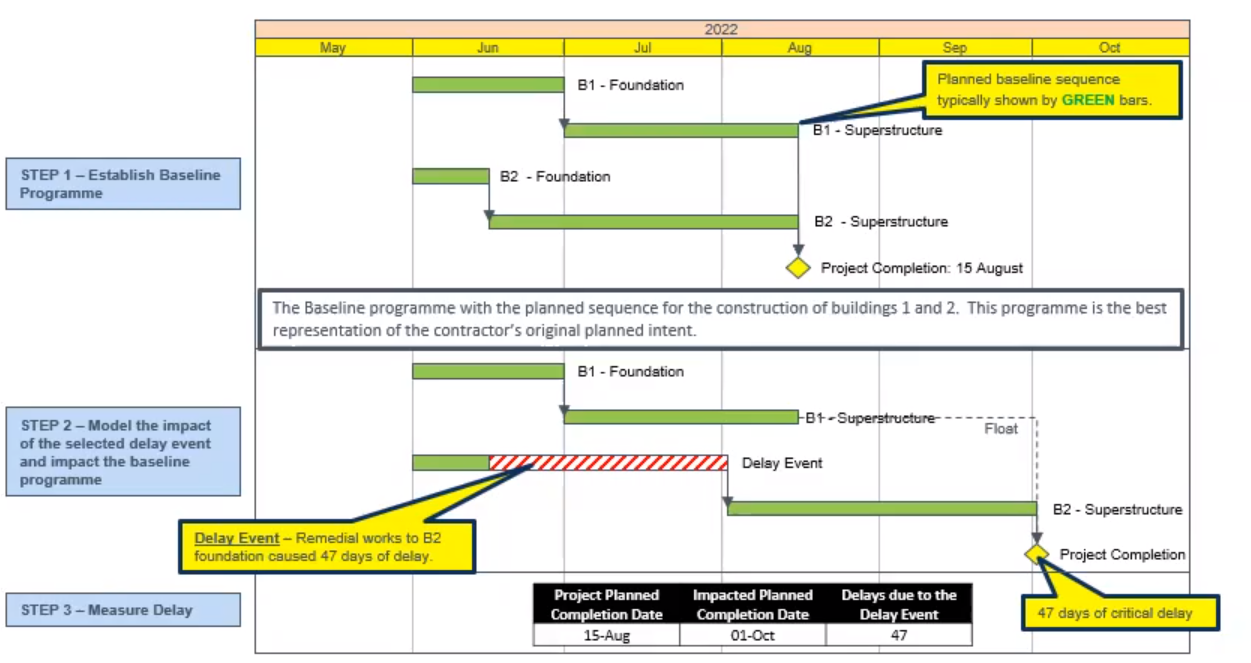 2022
May Jun Jul Aug Sep Oct
B1 - Foundation
Planned baseline sequence
typically shown by GREEN bars.
B1 - Superstructure
STEP 1 – Establish Baseline
Programme
B2 - Foundation
B2 - Superstructure
Project Completion: 15 August
The Baseline programme with the planned sequence for the construction of buildings 1 and 2. This programme is the best
representation of the contractor's original planned intent.
B1 - Foundation
STEP 2 – Model the impact
of the selected delay event
and impact the baseline
programme
B1 - Superstructure
Float
Delay Event
B2 - Superstructure
Delay Event – Remedial works to B2
foundation caused 47 days of delay.
Project Completion
STEP 3 – Measure Delay
Project Planned
Completion Date
Impacted Planned
Completion Date
Delays due to the
Delay Event
15-Aug 01-Oct 47
47 days of critical delay